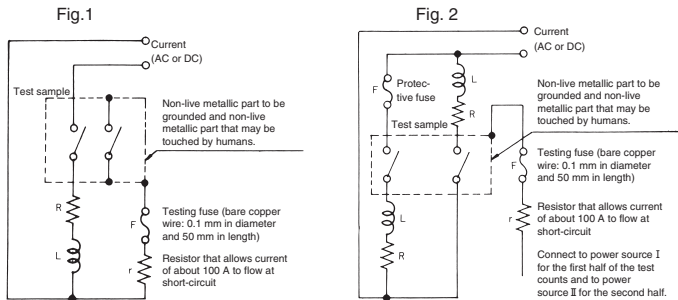 Fig.1
Current
(AC or DC)
Test sample
Non-live metallic part to be
grounded and non-live
metallic part that may be
touched by humans.
R
L
F
r
Testing fuse (bare copper
wire: 0.1 mm in diameter
and 50 mm in length)
Resistor that allows current
of about 100 A to flow at
short-circuit
Fig. 2
Current
(AC or DC)
F
Protec-
tive fuse
L
R
Test sample
Non-live metallic part to be
grounded and non-live
metallic part that may be
touched by humans.
L
R
F
r
Testing fuse (bare copper
wire: 0.1 mm in diameter
and 50 mm in length)
Resistor that allows current
of about 100 A to flow at
short-circuit
Connect to power source I
for the first half of the test
counts and to power
source II for the second half.